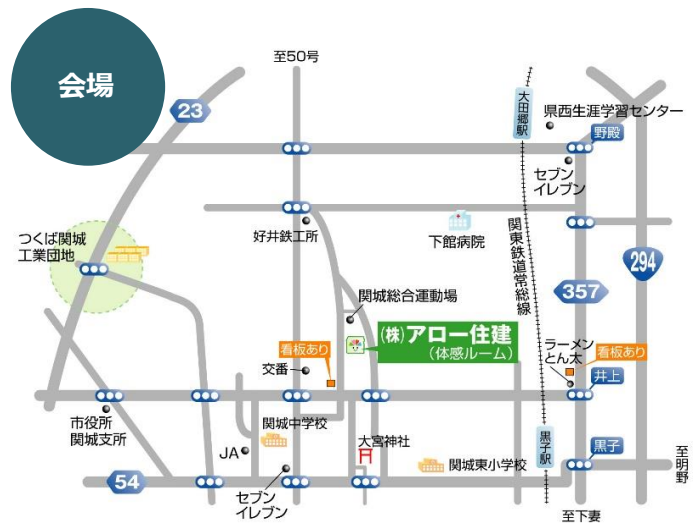 会場
至50号
23
大田郷駅
県西生涯学習センター
野殿
セブン
イレブン
つくば関城
工業団地
好井鉄工所
下館病院
関東鉄道常総線
294
357
関城総合運動場
(株)アロー住建
(体感ルーム)
看板あり
交番
ラーメン
とん太
看板あり
井上
市役所
関城支所
関城中学校
JA
大宮神社
関城東小学校
黒子駅
黒子
至明野
54
セブン
イレブン
至下妻